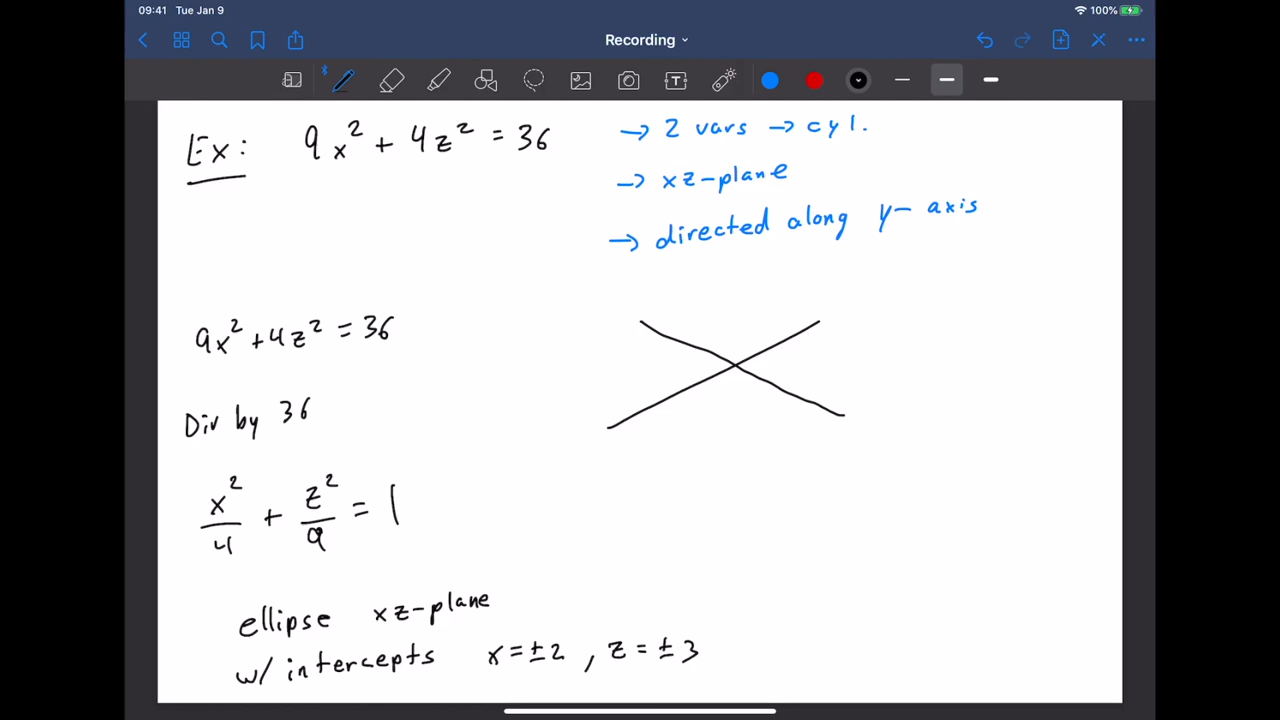 09:41 Tue Jan 9 100%
Recording
Ex: 9x² + 4z² = 36
→ 2 vars → cyl.
→ xz-plane
→ directed along y-axis
9x² + 4z² = 36
Div by 36
x²/4 + z²/9 = 1
ellipse xz-plane
w/ intercepts x = ±2, z = ±3